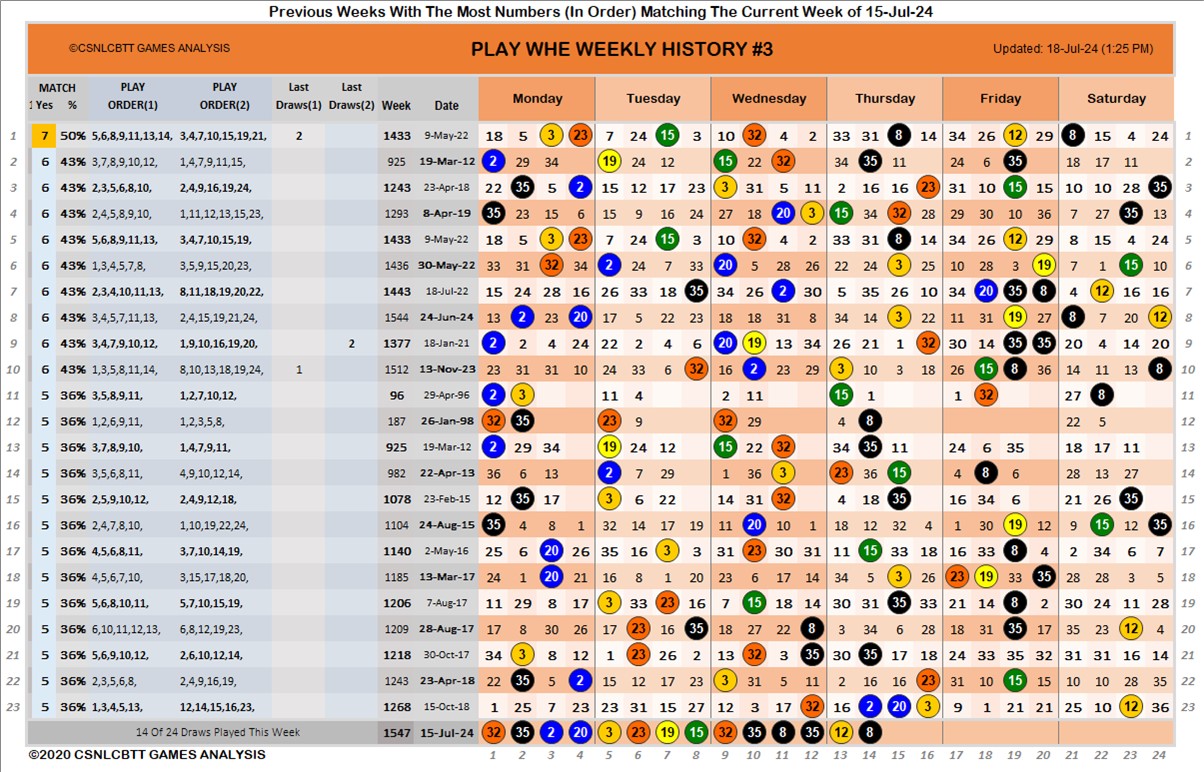 Previous Weeks With The Most Numbers (In Order) Matching The Current Week of 15-Jul-24
©CSNLCBTT GAMES ANALYSIS PLAY WHE WEEKLY HISTORY #3 Updated: 18-Jul-24 (1:25 PM)
MATCH PLAY PLAY Last Last
1 Yes % ORDER(1) ORDER(2) Draws(1) Draws(2) Week Date Monday Tuesday Wednesday Thursday Friday Saturday
1 7 50% 5,6,8,9,11,13,14, 3,4,7,10,15,19,21, 2 1433 9-May-22 18 5 3 23 7 24 15 3 10 32 4 2 33 31 8 14 34 26 12 29 8 15 4 24 1
2 6 43% 3,7,8,9,10,12, 1,4,7,9,11,15, 925 19-Mar-12 2 29 34 19 24 12 15 22 32 34 35 11 24 6 35 18 17 11 2
3 6 43% 2,3,5,6,8,10, 2,4,9,16,19,24, 1243 23-Apr-18 22 35 5 2 15 12 17 23 3 31 5 11 2 16 16 23 31 10 15 15 10 10 28 35 3
4 6 43% 2,4,5,8,9,10, 1,11,12,13,15,23, 1293 8-Apr-19 35 23 15 6 15 9 16 24 27 18 20 3 15 34 32 28 29 30 10 36 7 27 35 13 4
5 6 43% 5,6,8,9,11,13, 3,4,7,10,15,19, 1433 9-May-22 18 5 3 23 7 24 15 3 10 32 4 2 33 31 8 14 34 26 12 29 8 15 4 24 5
6 6 43% 1,3,4,5,7,8, 3,5,9,15,20,23, 1436 30-May-22 33 31 32 34 2 24 7 33 20 5 28 26 22 24 3 25 10 28 3 19 7 1 15 10 6
7 6 43% 2,3,4,10,11,13, 8,11,18,19,20,22, 1443 18-Jul-22 15 24 28 16 26 33 18 35 34 26 2 30 5 35 26 10 34 20 35 8 4 12 16 16 7
8 6 43% 3,4,5,7,11,13, 2,4,15,19,21,24, 1544 24-Jun-24 13 2 23 20 17 5 22 23 18 18 31 8 34 14 3 22 11 31 19 27 8 7 20 12 8
9 6 43% 3,4,7,9,10,12, 1,9,10,16,19,20, 2 1377 18-Jan-21 2 2 4 24 22 2 4 6 20 19 13 34 26 21 1 32 30 14 35 35 20 4 14 20 9
10 6 43% 1,3,5,8,11,14, 8,10,13,18,19,24, 1 1512 13-Nov-23 23 31 31 10 24 33 6 32 16 2 23 29 3 10 3 18 26 15 8 36 14 11 13 8 10
11 5 36% 3,5,8,9,11, 1,2,7,10,12, 96 29-Apr-96 2 3 11 4 2 11 15 1 1 32 27 8 11
12 5 36% 1,2,6,9,11, 1,2,3,5,8, 187 26-Jan-98 32 35 23 9 32 29 4 8 22 5 12
13 5 36% 3,7,8,9,10, 1,4,7,9,11, 925 19-Mar-12 2 29 34 19 24 12 15 22 32 34 35 11 24 6 35 18 17 11 13
14 5 36% 3,5,6,8,11, 4,9,10,12,14, 982 22-Apr-13 36 6 13 2 7 29 1 36 3 23 36 15 4 8 6 28 13 27 14
15 5 36% 2,5,9,10,12, 2,4,9,12,18, 1078 23-Feb-15 12 35 17 3 6 22 14 31 32 4 18 35 16 34 6 21 26 35 15
16 5 36% 2,4,7,8,10, 1,10,19,22,24, 1104 24-Aug-15 35 4 8 1 32 14 17 19 11 20 10 1 18 12 32 4 1 30 19 12 9 15 12 35 16
17 5 36% 4,5,6,8,11, 3,7,10,14,19, 1140 2-May-16 25 6 20 26 35 16 3 3 31 23 30 31 11 15 33 18 16 33 8 4 2 34 6 7 17
18 5 36% 4,5,6,7,10, 3,15,17,18,20, 1185 13-Mar-17 24 1 20 21 16 8 1 20 23 6 17 14 34 5 3 26 23 19 33 35 28 28 3 5 18
19 5 36% 5,6,8,10,11, 5,7,10,15,19, 1206 7-Aug-17 11 29 8 17 3 33 23 16 7 15 18 14 30 31 35 33 21 14 8 2 30 24 11 28 19
20 5 36% 6,10,11,12,13, 6,8,12,19,23, 1209 28-Aug-17 17 8 30 26 17 23 16 35 18 27 22 8 3 34 6 28 18 31 35 17 35 23 12 4 20
21 5 36% 5,6,9,10,12, 2,6,10,12,14, 1218 30-Oct-17 34 3 8 12 1 23 26 2 13 32 3 35 30 35 17 18 24 33 35 32 31 31 16 14 21
22 5 36% 2,3,5,6,8, 2,4,9,16,19, 1243 23-Apr-18 22 35 5 2 15 12 17 23 3 31 5 11 2 16 16 23 31 10 15 15 10 10 28 35 22
23 5 36% 1,3,4,5,13, 12,14,15,16,23, 1268 15-Oct-18 1 25 7 23 23 31 15 27 12 3 17 32 16 2 20 3 9 1 21 21 25 10 12 36 23
14 Of 24 Draws Played This Week 1547 15-Jul-24 32 35 2 20 3 23 19 15 32 35 8 35 12 8
©2020 CSNLCBTT GAMES ANALYSIS 1 2 3 4 5 6 7 8 9 10 11 12 13 14 15 16 17 18 19 20 21 22 23 24